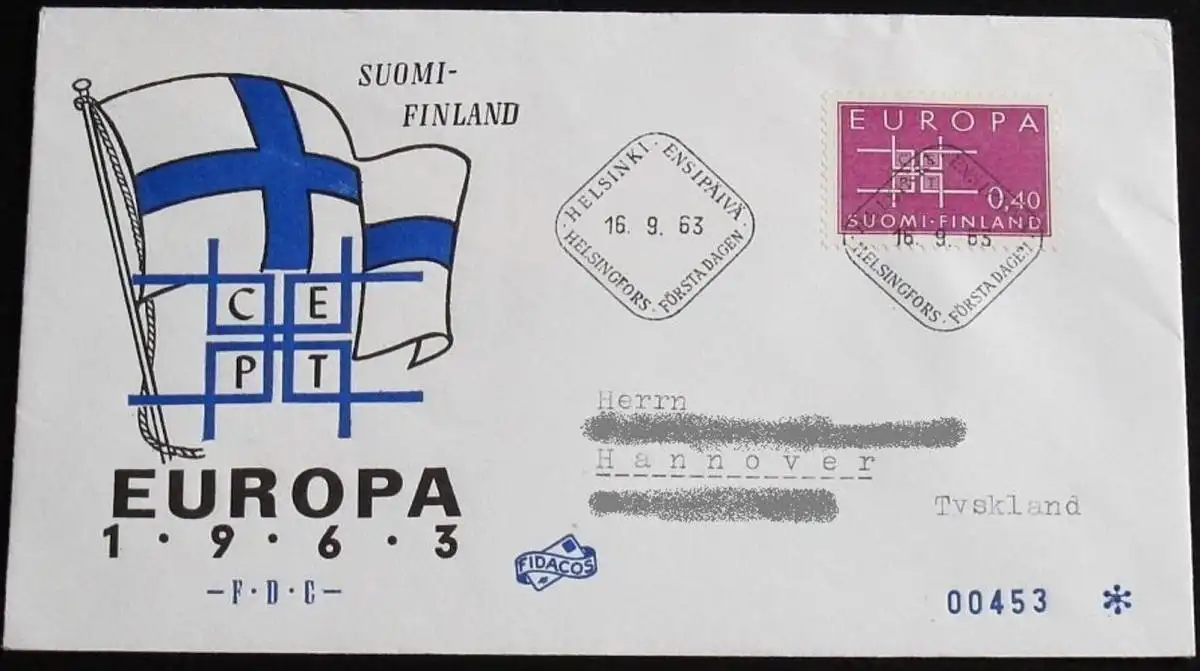 SUOMI-
FINLAND
C E
P T
EUROPA
1·9·6·3
-F·D·C-
HELSINKI · ENSIPÄIVÄ ·
16. 9. 63
· HELSINGFORS · FÖRSTA DAGEN
EUROPA
C E
P T
0,40
SUOMI·FINLAND
16. 9. 63
HELSINGFORS · FÖRSTA DAGEN
Herrn
Hannover
Tvskland
FIDACOS
00453 *